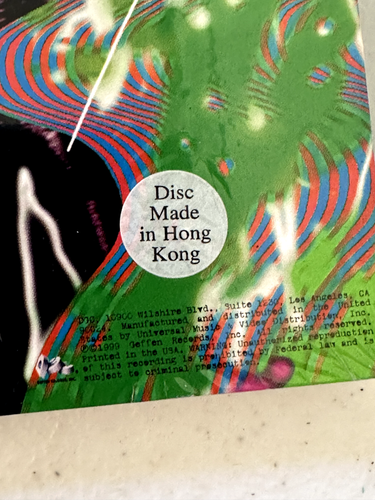 Disc
Made
in Hong
Kong
DJC, 10900 Wilshire Blvd., Suite 1230, Los Angeles, CA
90024. Manufactured and distributed in the United
States by Universal Music & Video Distribution, Inc.
℗©1999 Geffen Records, Inc. All rights reserved.
Printed in the USA. WARNING: Unauthorized reproduction
of this recording is prohibited by Federal law and is
subject to criminal prosecution.